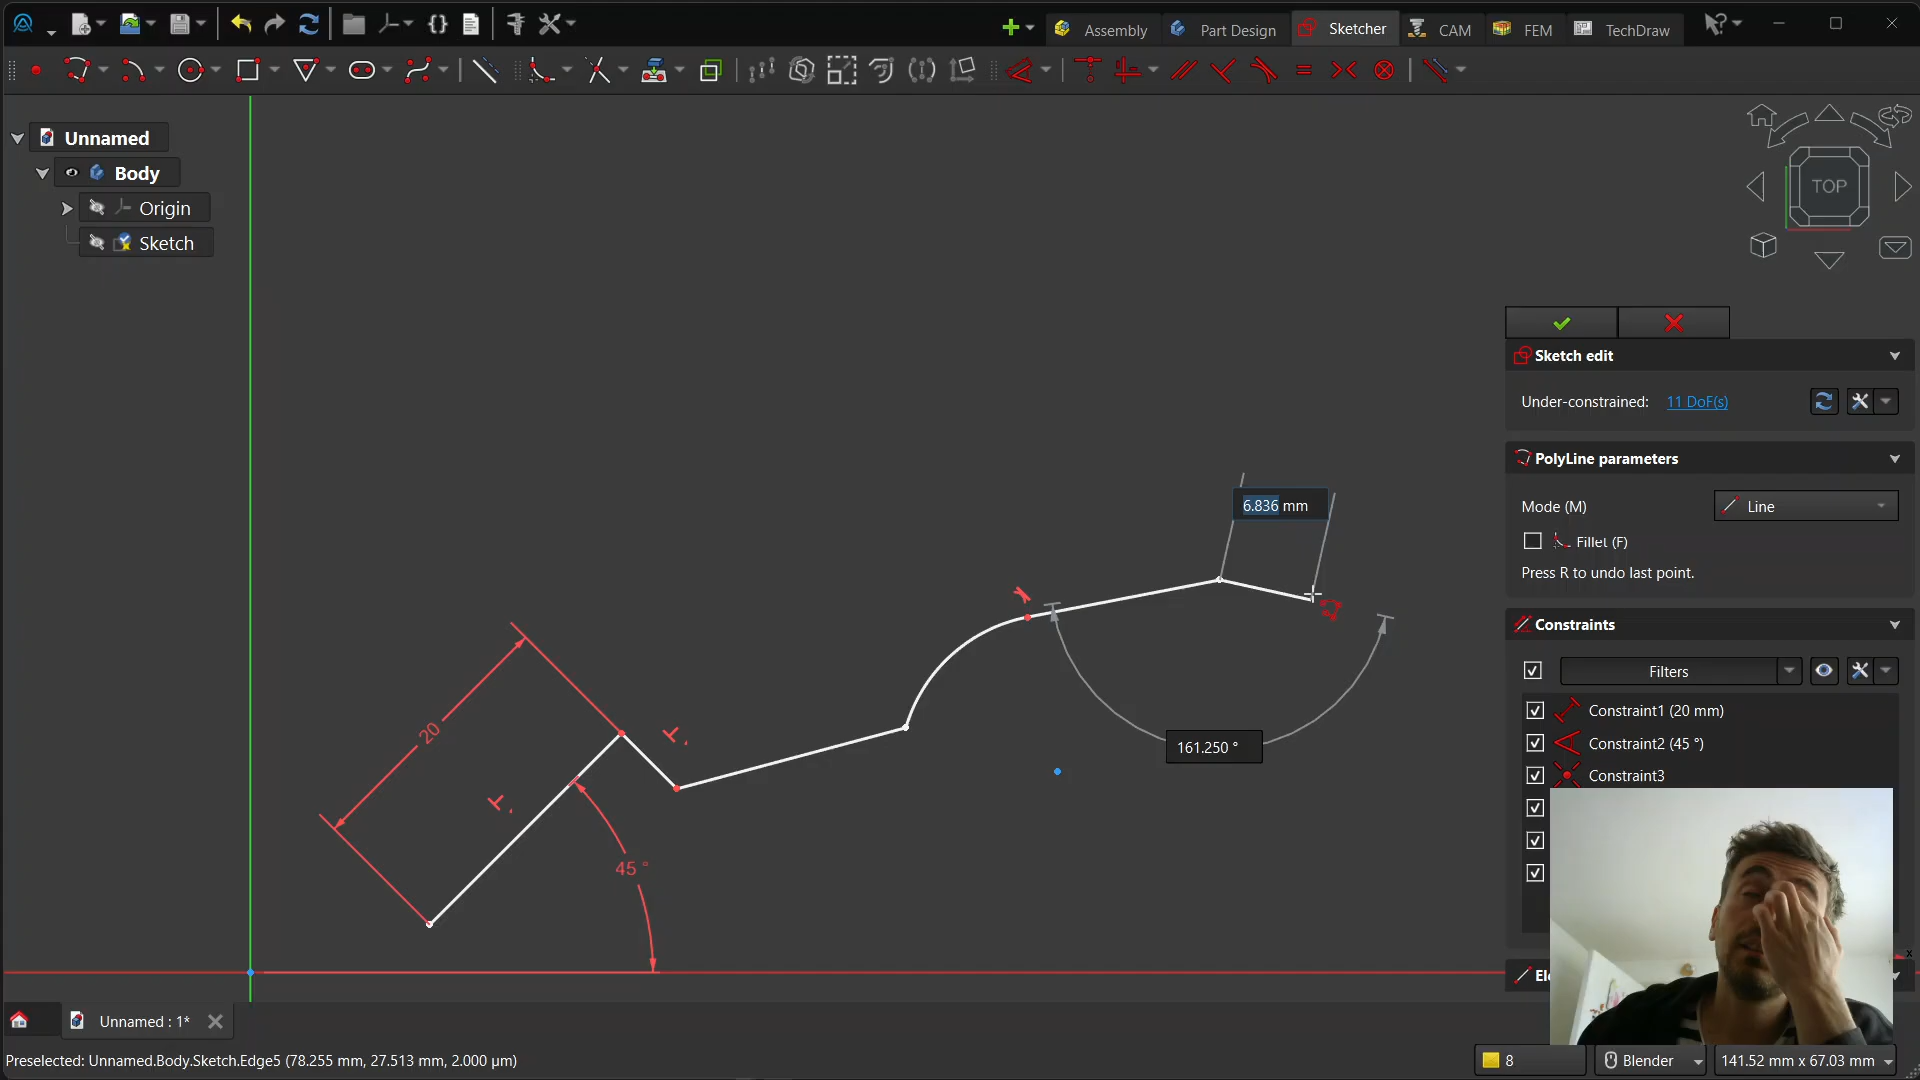 Assembly
Part Design
Sketcher
CAM
FEM
TechDraw
Unnamed
Body
Origin
Sketch
TOP
Sketch edit
Under-constrained: 11 DoF(s)
PolyLine parameters
Mode (M) Line
Fillet (F)
Press R to undo last point.
Constraints
Filters
Constraint1 (20 mm)
Constraint2 (45 °)
Constraint3
6.836 mm
161.250 °
20
45 °
Unnamed : 1*
Preselected: Unnamed.Body.Sketch.Edge5 (78.255 mm, 27.513 mm, 2.000 µm)
8
Blender
141.52 mm x 67.03 mm